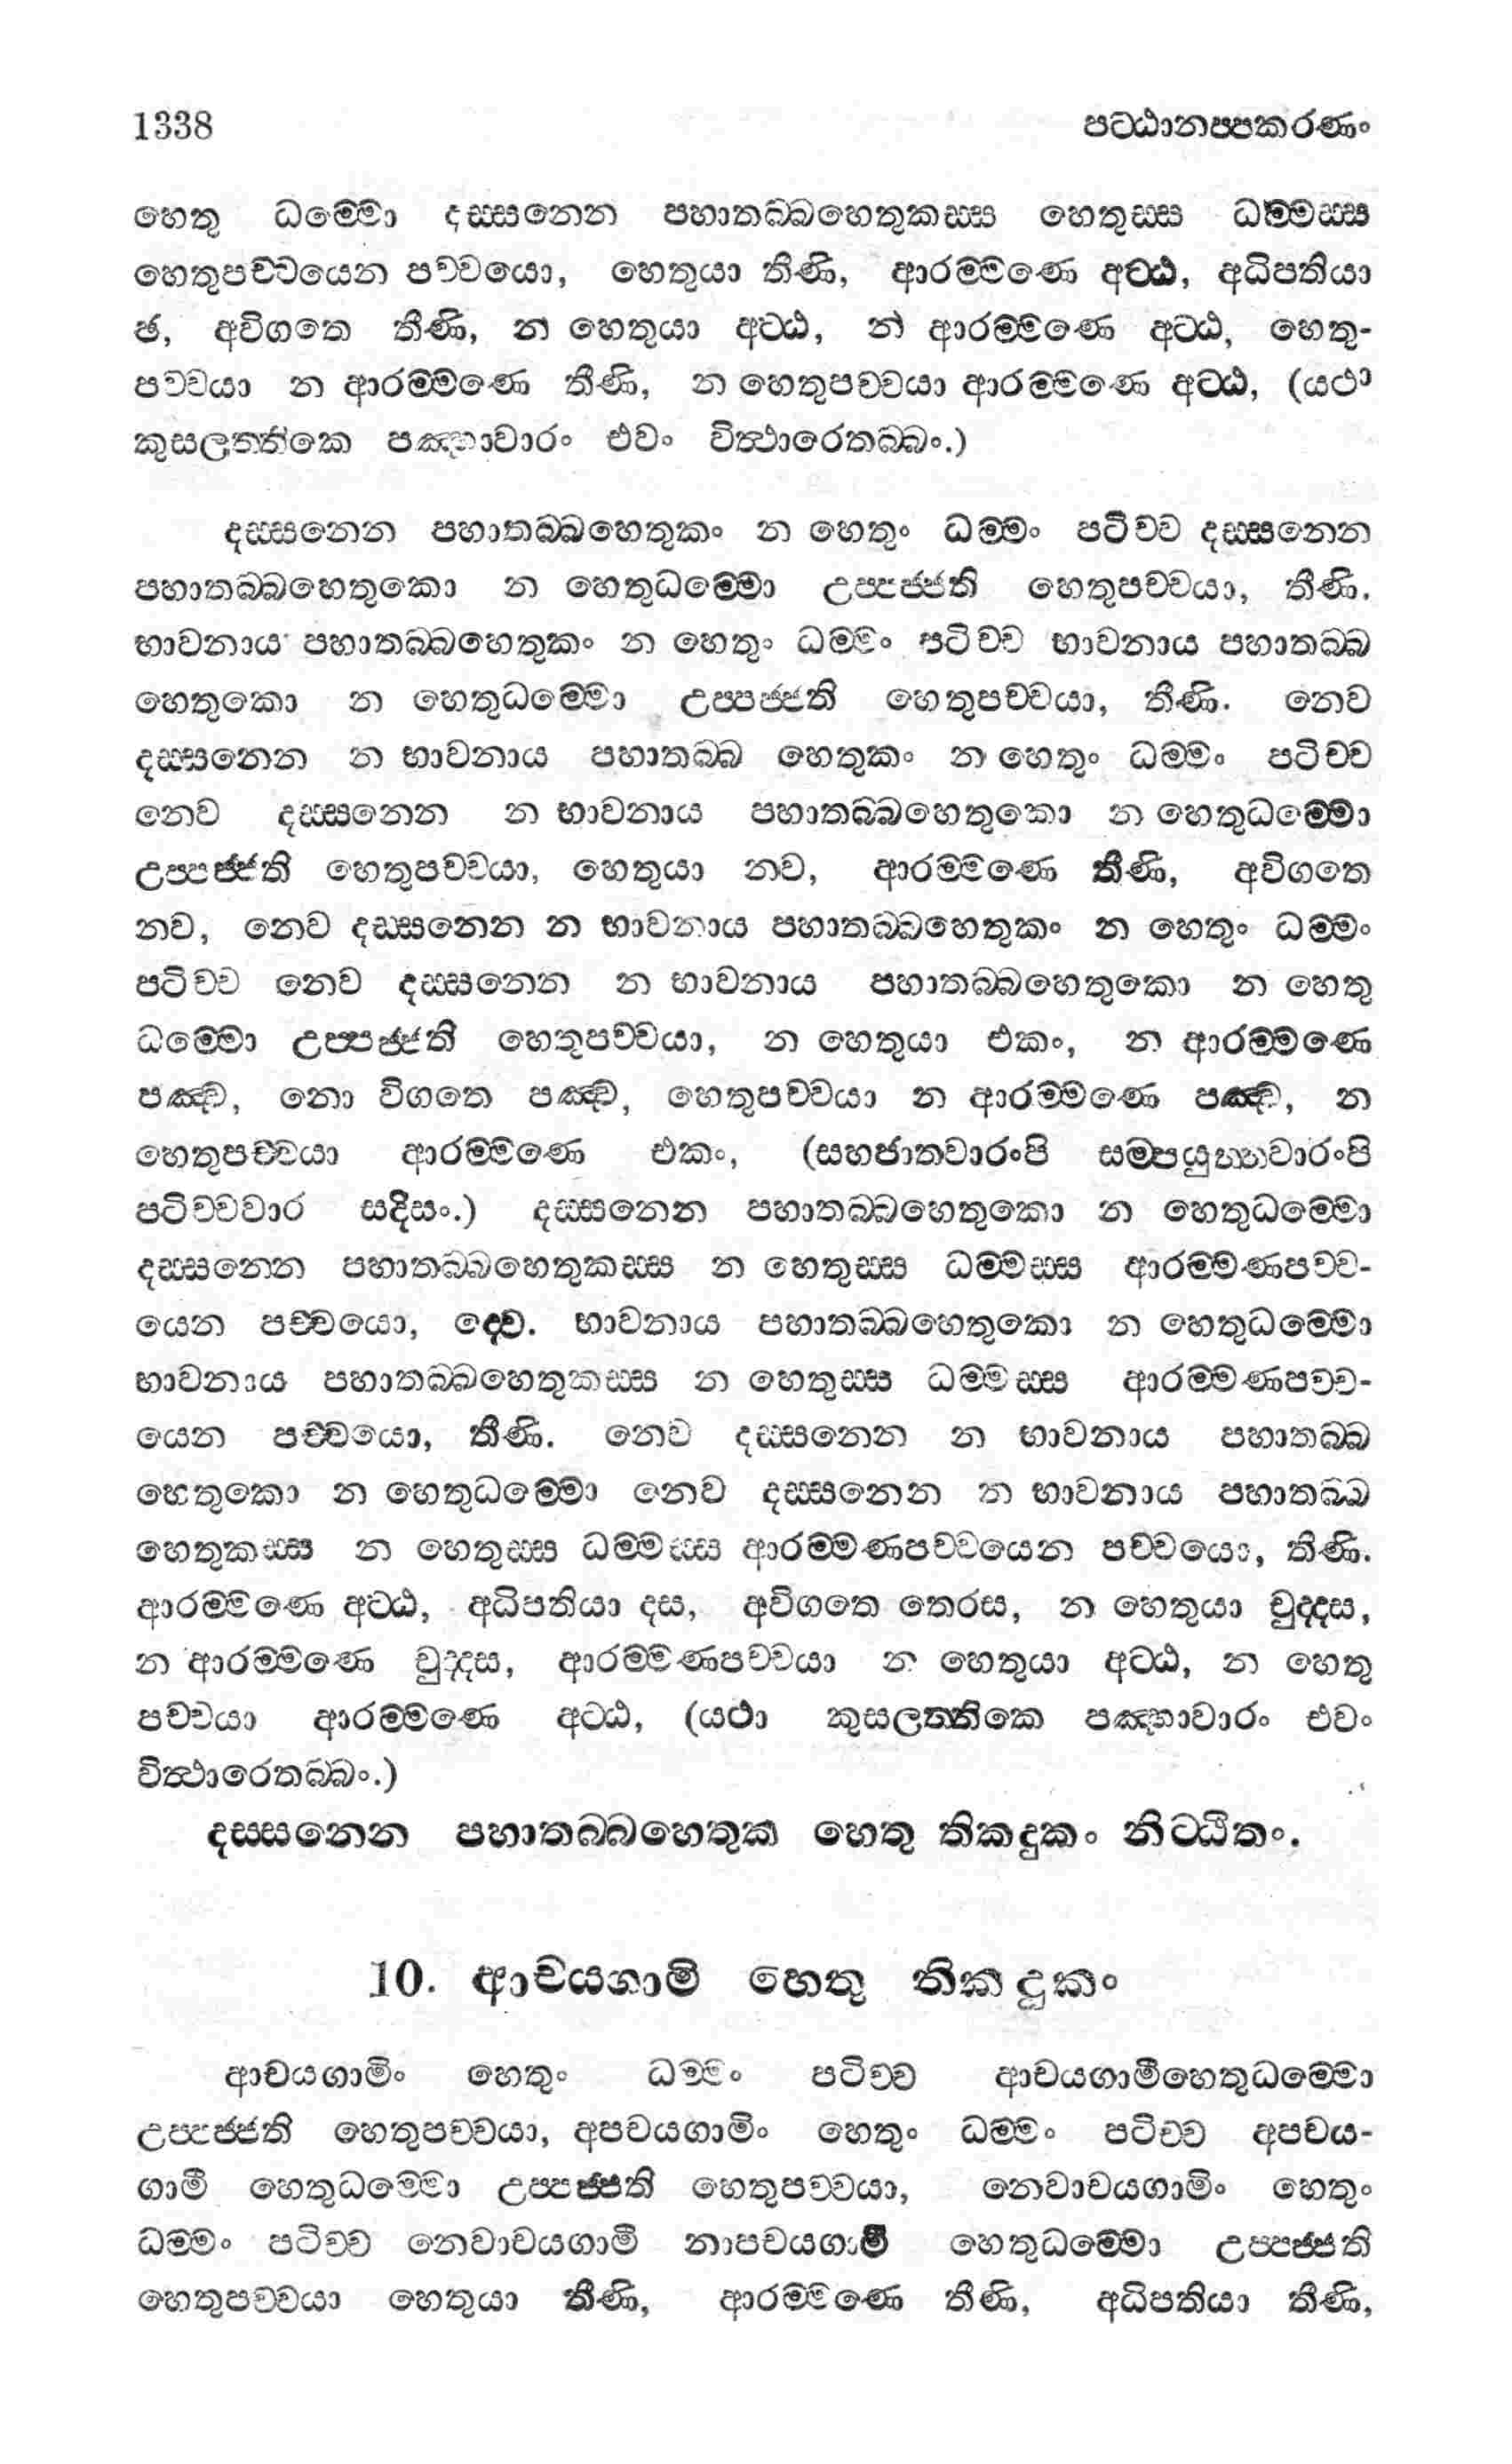 1338 පට්ඨානප්පකරණං
හෙතු ධම්මො දස්සනෙන පහාතබ්බහෙතුකස්ස හෙතුස්ස ධම්මස්ස
හෙතුපච්චයෙන පච්චයො, හෙතුයා තීණි, ආරම්මණෙ අට්ඨ, අධිපතියා
ඡ, අවිගතෙ තීණි, න හෙතුයා අට්ඨ, න ආරම්මණෙ අට්ඨ, හෙතු-
පච්චයා න ආරම්මණෙ තීණි, න හෙතුපච්චයා ආරම්මණෙ අට්ඨ, (යථා
කුසලත්තිකෙ පඤ්හාවාරං එවං විත්ථාරෙතබ්බං.)
දස්සනෙන පහාතබ්බහෙතුකං න හෙතුං ධම්මං පටිච්ච දස්සනෙන
පහාතබ්බහෙතුකො න හෙතුධම්මො උප්පජ්ජති හෙතුපච්චයා, තීණි.
භාවනාය පහාතබ්බහෙතුකං න හෙතුං ධම්මං පටිච්ච භාවනාය පහාතබ්බ
හෙතුකො න හෙතුධම්මො උප්පජ්ජති හෙතුපච්චයා, තීණි. නෙව
දස්සනෙන න භාවනාය පහාතබ්බ හෙතුකං න හෙතුං ධම්මං පටිච්ච
නෙව දස්සනෙන න භාවනාය පහාතබ්බහෙතුකො න හෙතුධම්මො
උප්පජ්ජති හෙතුපච්චයා, හෙතුයා නව, ආරම්මණෙ තීණි, අවිගතෙ
නව, නෙව දස්සනෙන න භාවනාය පහාතබ්බහෙතුකං න හෙතුං ධම්මං
පටිච්ච නෙව දස්සනෙන න භාවනාය පහාතබ්බහෙතුකො න හෙතු
ධම්මො උප්පජ්ජති හෙතුපච්චයා, න හෙතුයා එකං, න ආරම්මණෙ
පඤ්ච, නො විගතෙ පඤ්ච, හෙතුපච්චයා න ආරම්මණෙ පඤ්ච, න
හෙතුපච්චයා ආරම්මණෙ එකං, (සහජාතවාරංපි සම්පයුත්තවාරංපි
පටිච්චවාර සදිසං.) දස්සනෙන පහාතබ්බහෙතුකො න හෙතුධම්මො
දස්සනෙන පහාතබ්බහෙතුකස්ස න හෙතුස්ස ධම්මස්ස ආරම්මණපච්ච-
යෙන පච්චයො, ද්වෙ. භාවනාය පහාතබ්බහෙතුකො න හෙතුධම්මො
භාවනාය පහාතබ්බහෙතුකස්ස න හෙතුස්ස ධම්මස්ස ආරම්මණපච්ච-
යෙන පච්චයො, තීණි. නෙව දස්සනෙන න භාවනාය පහාතබ්බ
හෙතුකො න හෙතුධම්මො නෙව දස්සනෙන න භාවනාය පහාතබ්බ
හෙතුකස්ස න හෙතුස්ස ධම්මස්ස ආරම්මණපච්චයෙන පච්චයො, තීණි.
ආරම්මණෙ අට්ඨ, අධිපතියා දස, අවිගතෙ තෙරස, න හෙතුයා චුද්දස,
න ආරම්මණෙ චුද්දස, ආරම්මණපච්චයා න හෙතුයා අට්ඨ, න හෙතු
පච්චයා ආරම්මණෙ අට්ඨ, (යථා කුසලත්තිකෙ පඤ්හාවාරං එවං
විත්ථාරෙතබ්බං.)
දස්සනෙන පහාතබ්බහෙතුක හෙතු තිකදුකං නිට්ඨිතං.
10. ආචයගාමි හෙතු තික දුකං
ආචයගාමිං හෙතුං ධම්මං පටිච්ච ආචයගාමීහෙතුධම්මො
උප්පජ්ජති හෙතුපච්චයා, අපචයගාමිං හෙතුං ධම්මං පටිච්ච අපචය-
ගාමී හෙතුධම්මො උප්පජ්ජති හෙතුපච්චයා, නෙවාචයගාමිං හෙතුං
ධම්මං පටිච්ච නෙවාචයගාමී නාපචයගාමී හෙතුධම්මො උප්පජ්ජති
හෙතුපච්චයා හෙතුයා තීණි, ආරම්මණෙ තීණි, අධිපතියා තීණි,